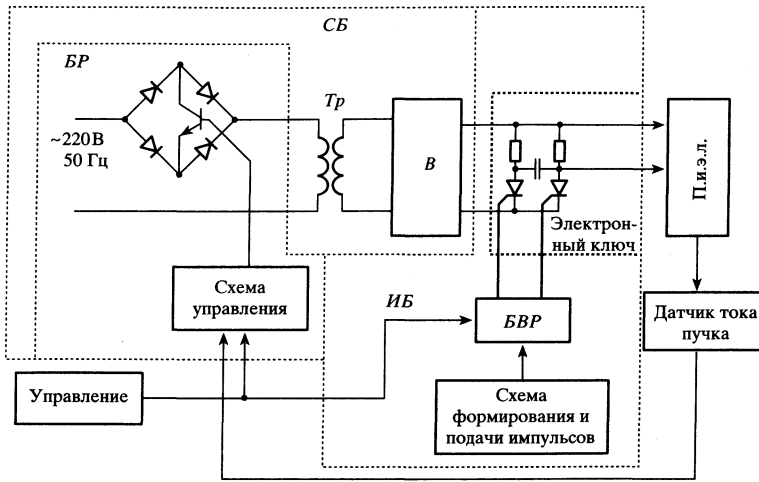 СБ
БР
Тр
~220В
50 Гц
В
П.и.э.л.
Электрон-
ный ключ
Схема
управления
ИБ
БВР
Датчик тока
пучка
Управление
Схема
формирования и
подачи импульсов